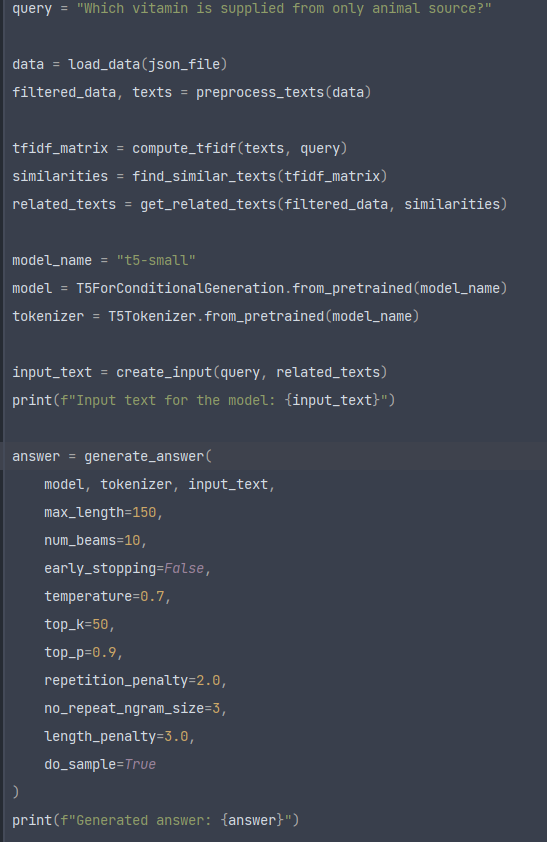 query = "Which vitamin is supplied from only animal source?"
data = load_data(json_file)
filtered_data, texts = preprocess_texts(data)
tfidf_matrix = compute_tfidf(texts, query)
similarities = find_similar_texts(tfidf_matrix)
related_texts = get_related_texts(filtered_data, similarities)
model_name = "t5-small"
model = T5ForConditionalGeneration.from_pretrained(model_name)
tokenizer = T5Tokenizer.from_pretrained(model_name)
input_text = create_input(query, related_texts)
print(f"Input text for the model: {input_text}")
answer = generate_answer(
    model, tokenizer, input_text,
    max_length=150,
    num_beams=10,
    early_stopping=False,
    temperature=0.7,
    top_k=50,
    top_p=0.9,
    repetition_penalty=2.0,
    no_repeat_ngram_size=3,
    length_penalty=3.0,
    do_sample=True
)
print(f"Generated answer: {answer}")